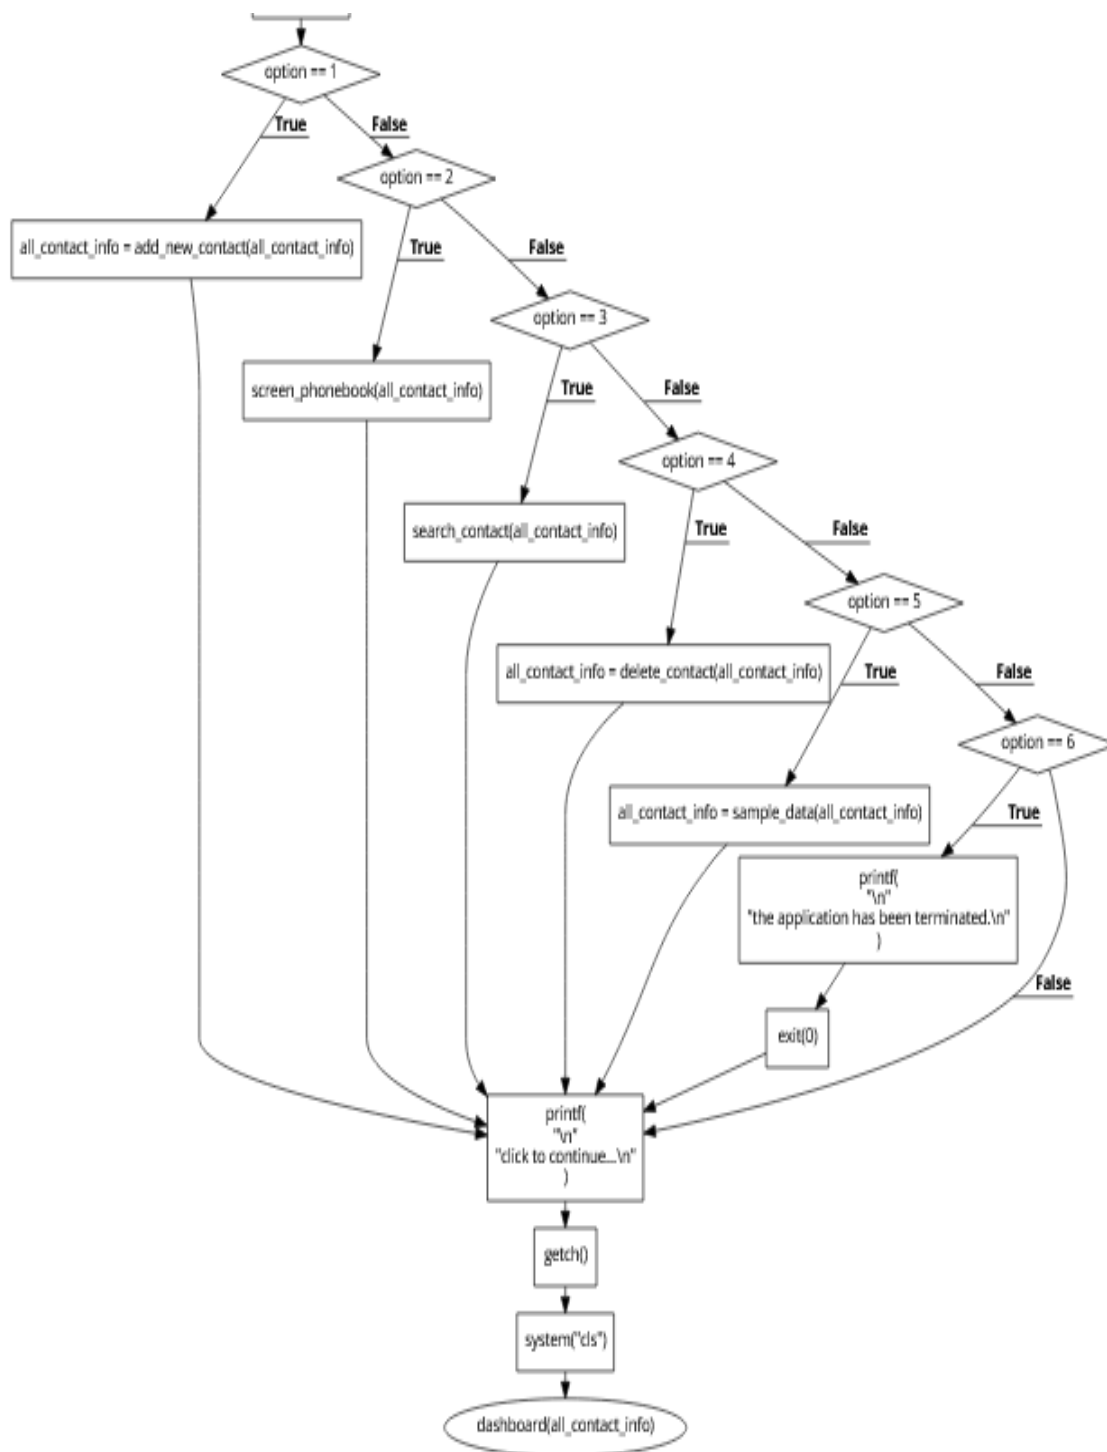 option == 1
True
False
option == 2
all_contact_info = add_new_contact(all_contact_info)
True
False
option == 3
screen_phonebook(all_contact_info)
True
False
option == 4
search_contact(all_contact_info)
True
False
option == 5
all_contact_info = delete_contact(all_contact_info)
True
False
option == 6
all_contact_info = sample_data(all_contact_info)
True
printf(
"\n"
"the application has been terminated.\n"
)
False
exit(0)
printf(
"\n"
"click to continue...\n"
)
getch()
system("cls")
dashboard(all_contact_info)